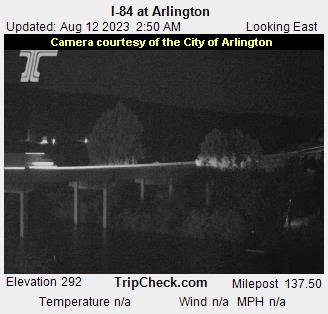 I-84 at Arlington
Updated: Aug 12 2023 2:50 AM Looking East
Camera courtesy of the City of Arlington
Elevation 292 TripCheck.com Milepost 137.50
Temperature n/a Wind n/a MPH n/a